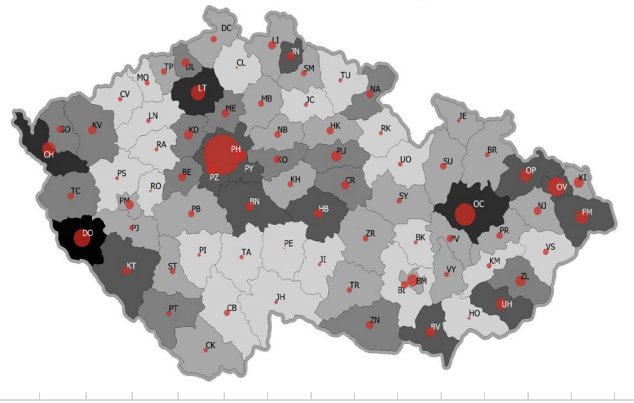 DC
LI
JN
TP
UL
CL
SM
TU
MO
LT
NA
CV
MB
JC
ME
LN
JE
SO
KV
KD
NB
HK
RK
RA
PH
CH
KO
PU
UO
SU
BR
PS
BE
PZ
PY
OP
KI
RO
KH
CR
OV
TC
PM
BN
SY
OC
NJ
FM
PB
HB
DO
PJ
ZR
BK
PV
PR
VS
PI
TA
PE
JI
KM
KT
ST
VY
ZL
TR
BI
BM
PT
CB
JH
UH
ZN
BV
HO
CK